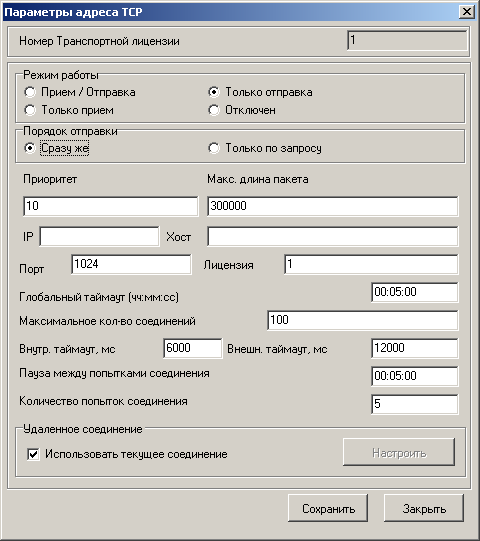 Параметры адреса TCP
Номер Транспортной лицензии 1
Режим работы
Прием / Отправка Только отправка
Только прием Отключен
Порядок отправки
Сразу же Только по запросу
Приоритет Макс. длина пакета
10 300000
IP Хост
Порт 1024 Лицензия 1
Глобальный таймаут (чч:мм:сс) 00:05:00
Максимальное кол-во соединений 100
Внутр. таймаут, мс 6000 Внешн. таймаут, мс 12000
Пауза между попытками соединения 00:05:00
Количество попыток соединения 5
Удаленное соединение
Использовать текущее соединение Настроить
Сохранить Закрыть